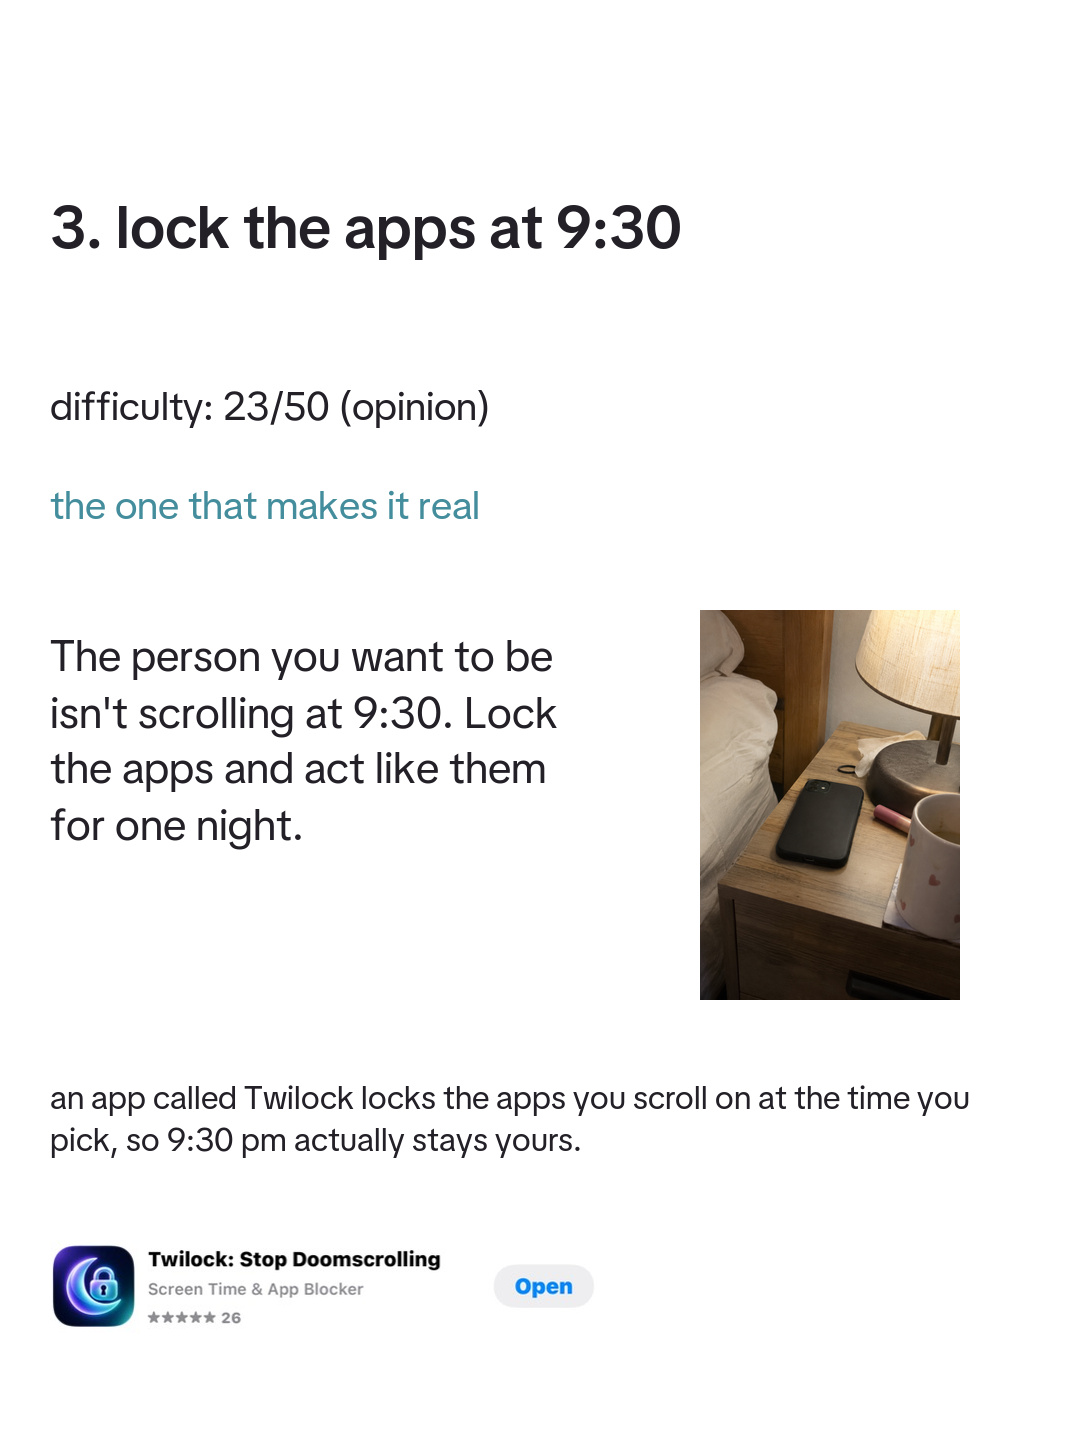 3. lock the apps at 9:30
difficulty: 23/50 (opinion)
the one that makes it real
The person you want to be
isn't scrolling at 9:30. Lock
the apps and act like them
for one night.
an app called Twilock locks the apps you scroll on at the time you
pick, so 9:30 pm actually stays yours.
Twilock: Stop Doomscrolling
Screen Time & App Blocker
★★★★★ 26
Open